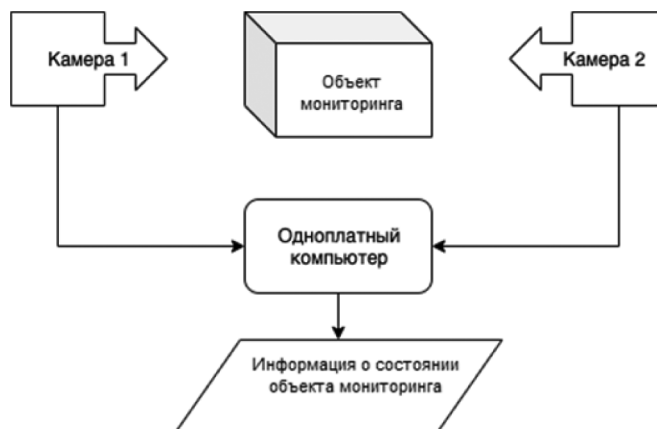 Камера 1
Объект
мониторинга
Камера 2
Одноплатный
компьютер
Информация о состоянии
объекта мониторинга